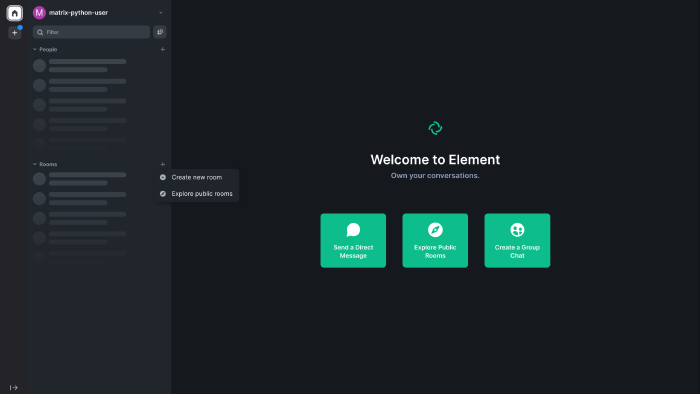 M matrix-python-user
Filter
People
Rooms
Create new room
Explore public rooms
Welcome to Element
Own your conversations.
Send a Direct
Message
Explore Public
Rooms
Create a Group
Chat